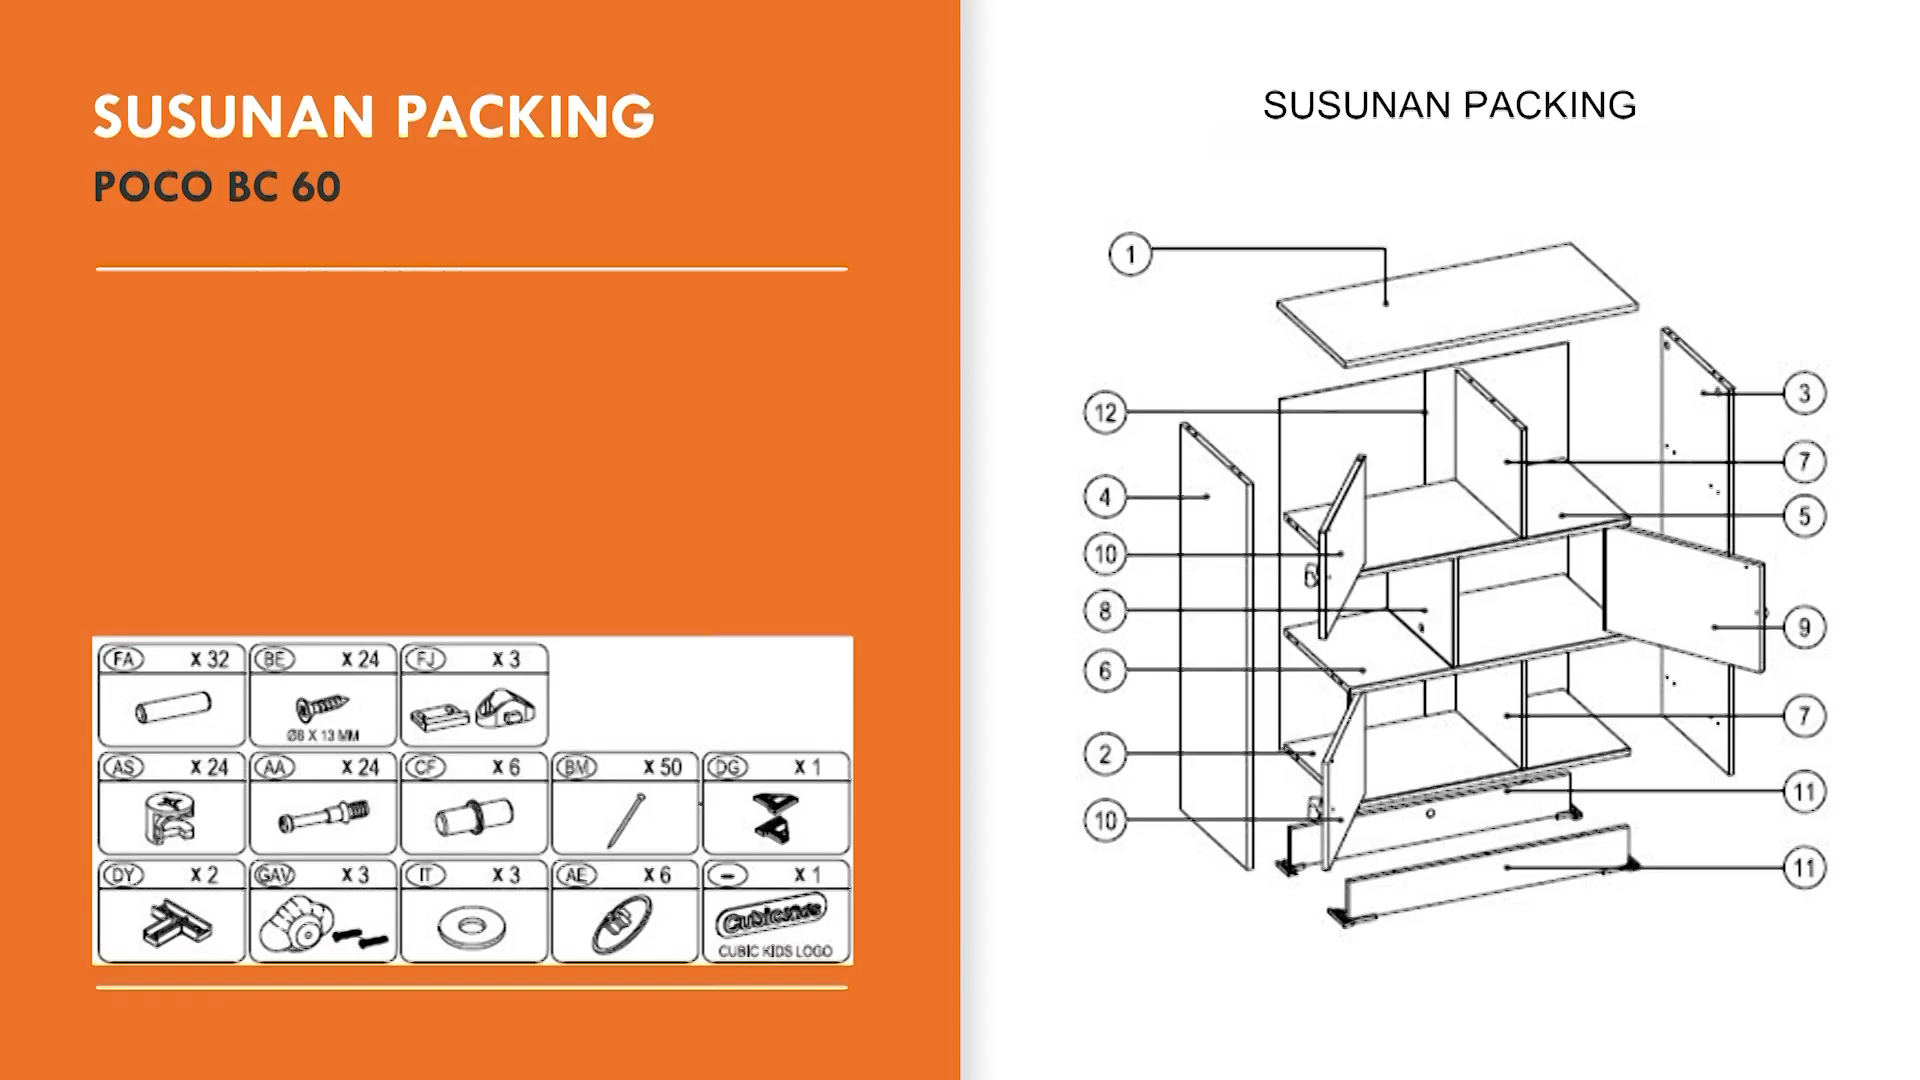 SUSUNAN PACKING
POCO BC 60
FA X 32
BE X 24
Ø6 X 13 MM
FJ X 3
AS X 24
AA X 24
CF X 6
BM X 50
DG X 1
DY X 2
GAV X 3
IT X 3
AE X 6
- X 1
CUBIC KIDS LOGO
SUSUNAN PACKING
1
12
3
7
4
5
10
8
9
6
7
2
11
10
11